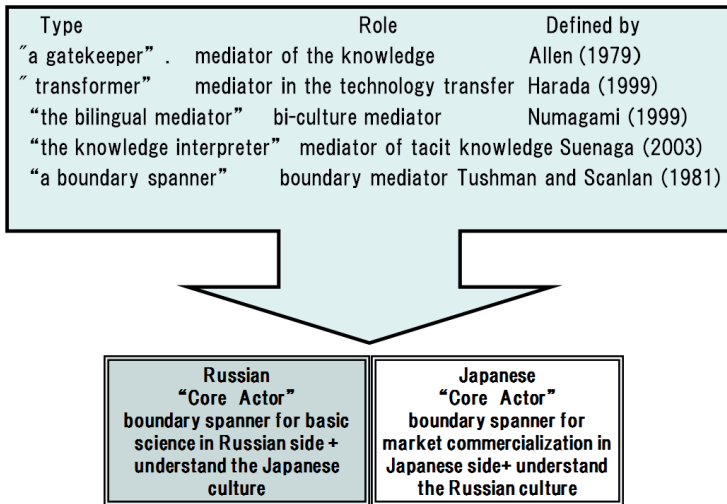 Type Role Defined by
"a gatekeeper” . mediator of the knowledge Allen (1979)
" transformer” mediator in the technology transfer Harada (1999)
“the bilingual mediator” bi-culture mediator Numagami (1999)
“the knowledge interpreter” mediator of tacit knowledge Suenaga (2003)
“a boundary spanner” boundary mediator Tushman and Scanlan (1981)
Russian
“Core Actor”
boundary spanner for basic
science in Russian side +
understand the Japanese
culture
Japanese
“Core Actor”
boundary spanner for
market commercialization in
Japanese side+ understand
the Russian culture